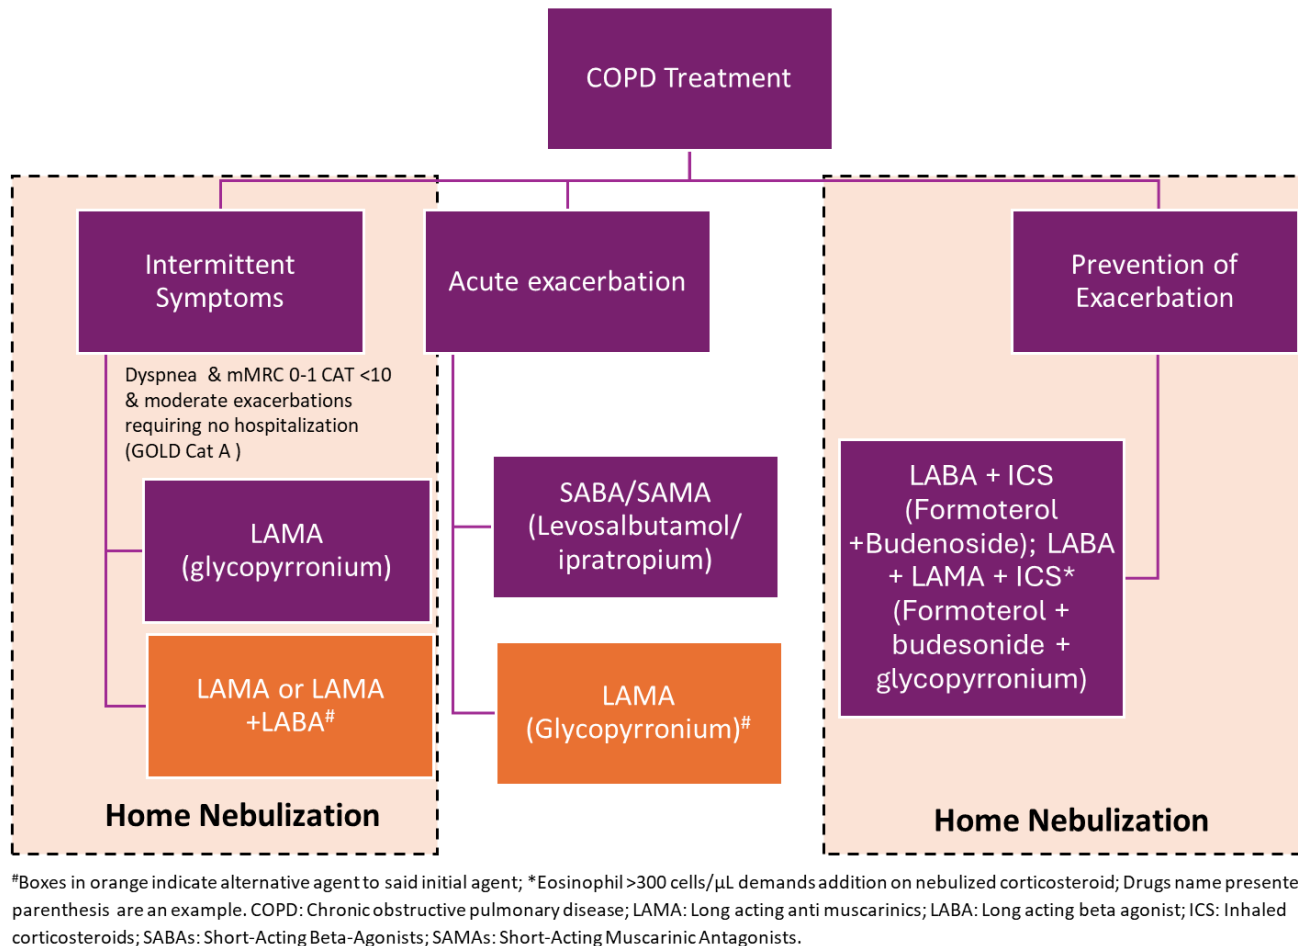 COPD Treatment
Intermittent
Symptoms
Dyspnea & mMRC 0-1 CAT <10
& moderate exacerbations
requiring no hospitalization
(GOLD Cat A )
LAMA
(glycopyrronium)
LAMA or LAMA
+LABA#
Home Nebulization
Acute exacerbation
SABA/SAMA
(Levosalbutamol/
ipratropium)
LAMA
(Glycopyrronium)#
Prevention of
Exacerbation
LABA + ICS
(Formoterol
+Budenoside); LABA
+ LAMA + ICS*
(Formoterol +
budesonide +
glycopyrronium)
Home Nebulization
#Boxes in orange indicate alternative agent to said initial agent; *Eosinophil >300 cells/µL demands addition on nebulized corticosteroid; Drugs name presente
parenthesis are an example. COPD: Chronic obstructive pulmonary disease; LAMA: Long acting anti muscarinics; LABA: Long acting beta agonist; ICS: Inhaled
corticosteroids; SABAs: Short-Acting Beta-Agonists; SAMAs: Short-Acting Muscarinic Antagonists.